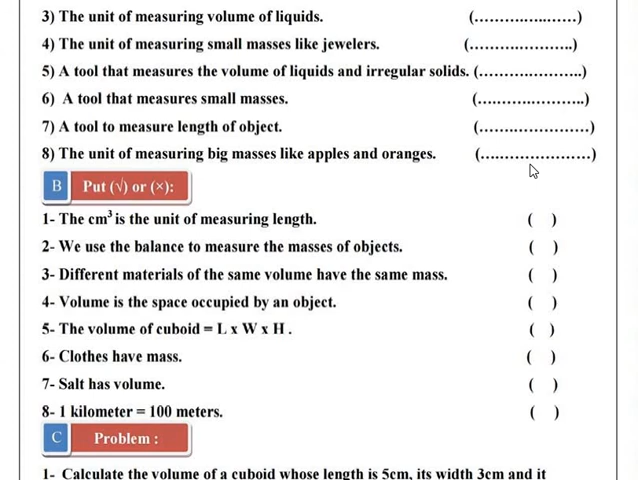 3) The unit of measuring volume of liquids. (.......................)
4) The unit of measuring small masses like jewelers. (.......................)
5) A tool that measures the volume of liquids and irregular solids. (.......................)
6) A tool that measures small masses. (.......................)
7) A tool to measure length of object. (.......................)
8) The unit of measuring big masses like apples and oranges. (.......................)
B Put (√) or (×):
1- The cm³ is the unit of measuring length. ( )
2- We use the balance to measure the masses of objects. ( )
3- Different materials of the same volume have the same mass. ( )
4- Volume is the space occupied by an object. ( )
5- The volume of cuboid = L x W x H . ( )
6- Clothes have mass. ( )
7- Salt has volume. ( )
8- 1 kilometer = 100 meters. ( )
C Problem :
1- Calculate the volume of a cuboid whose length is 5cm, its width 3cm and it